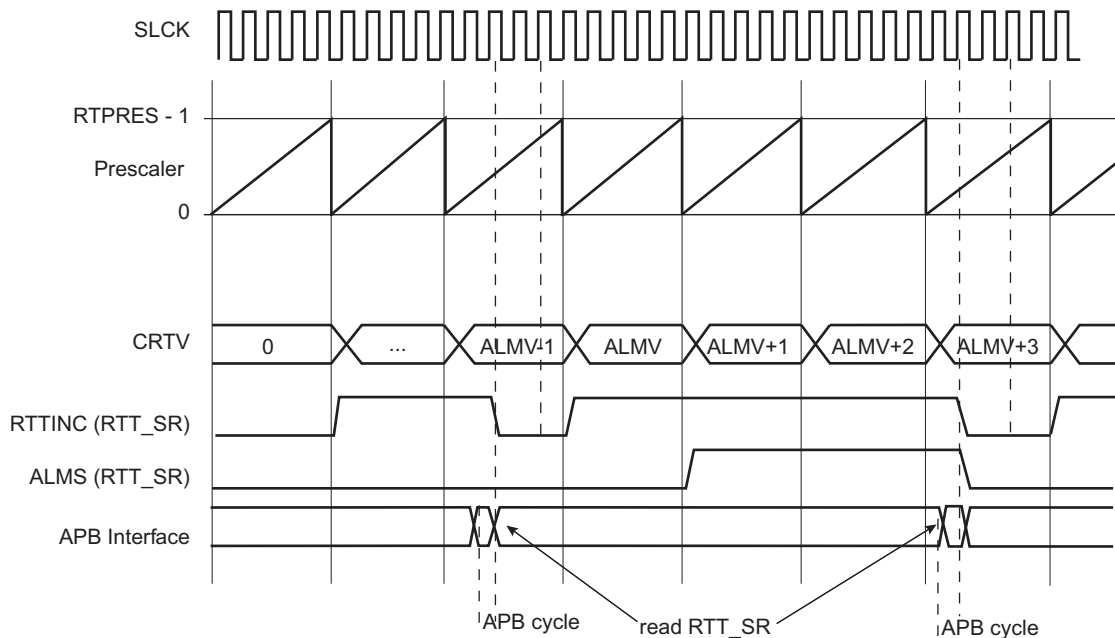 SLCK
RTPRES - 1
Prescaler
0
CRTV
0
...
ALMV-1
ALMV
ALMV+1
ALMV+2
ALMV+3
RTTINC (RTT_SR)
ALMS (RTT_SR)
APB Interface
APB cycle
read RTT_SR
APB cycle